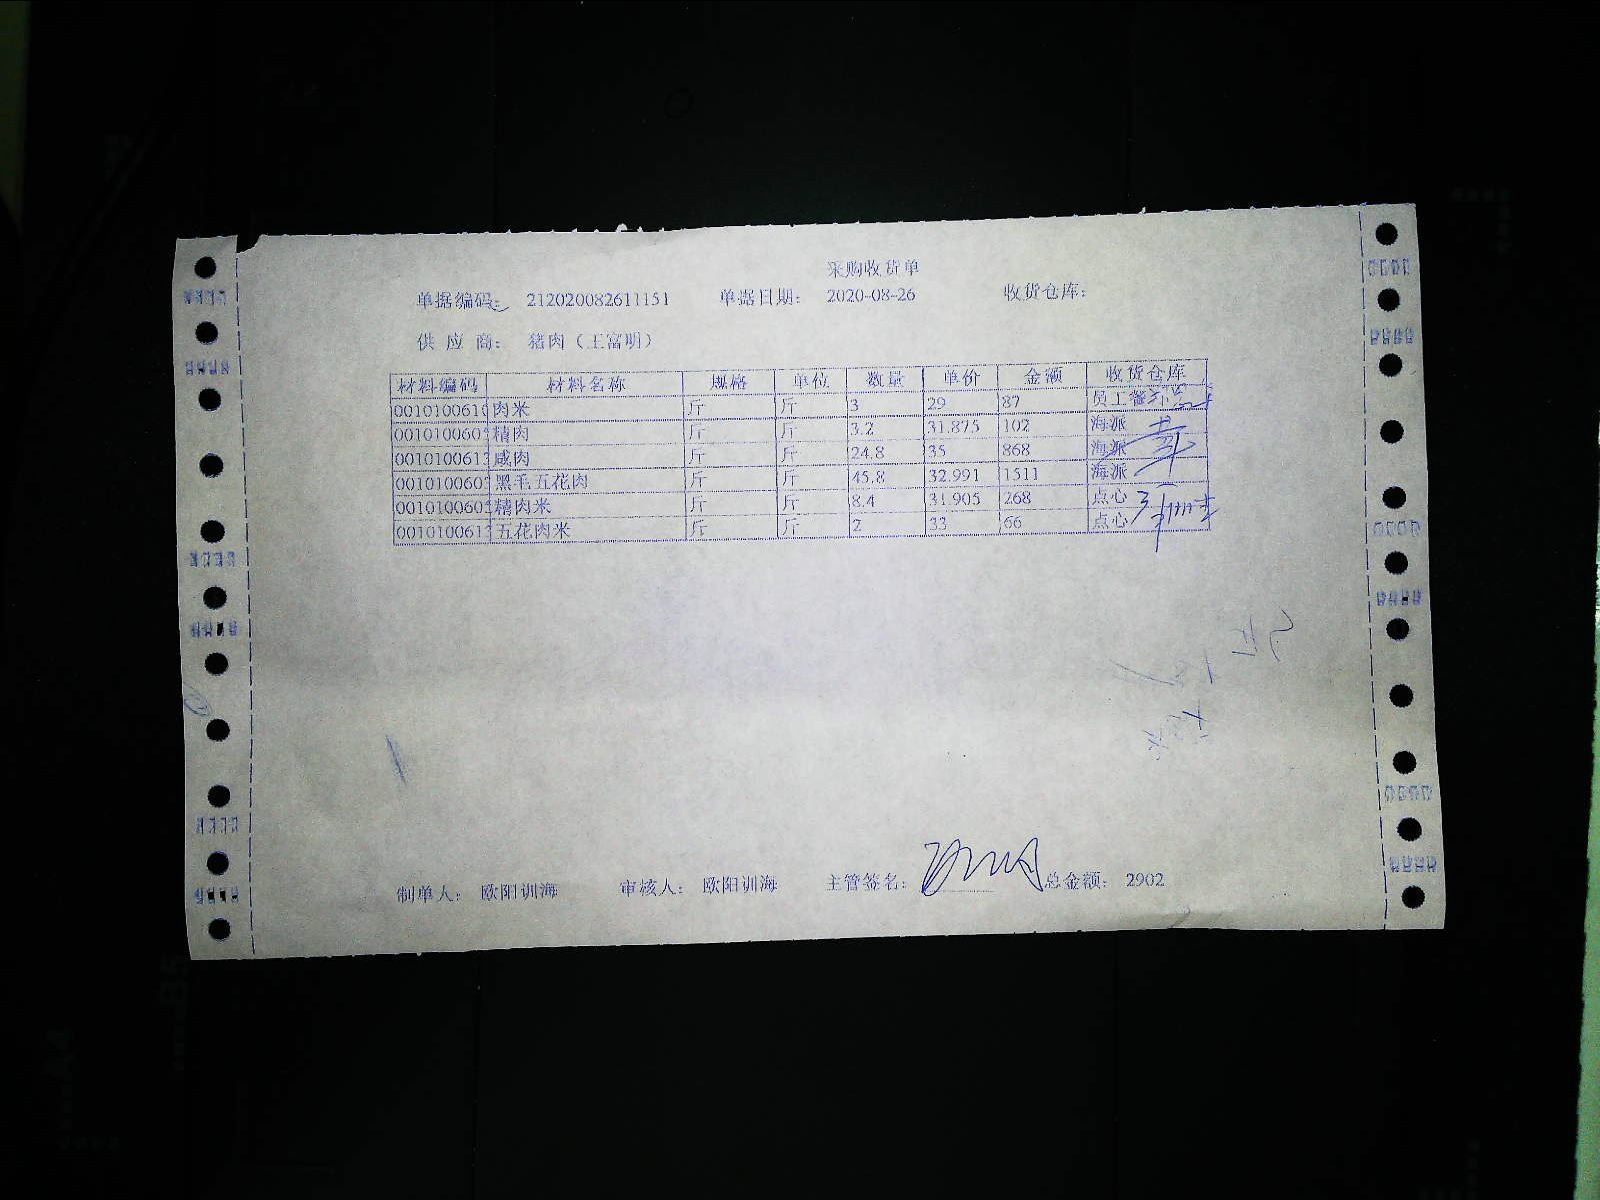 采购收货单
单据编码: 212020082611151 单据日期: 2020-08-26 收货仓库:
供 应 商: 猪肉（王富明）
材料编码 材料名称 规格 单位 数量 单价 金额 收货仓库
0010100610 肉米 斤 斤 3 29 87 员工餐
001010060 精肉 斤 斤 3.2 31.875 102 海派
0010100613 咸肉 斤 斤 24.8 35 868 海派
001010060 黑毛五花肉 斤 斤 45.8 32.991 1511 海派
001010060 精肉米 斤 斤 8.4 31.905 268 点心
001010061 五花肉米 斤 斤 2 33 66 点心
制单人: 欧阳训海 审核人: 欧阳训海 主管签名: 总金额: 2902